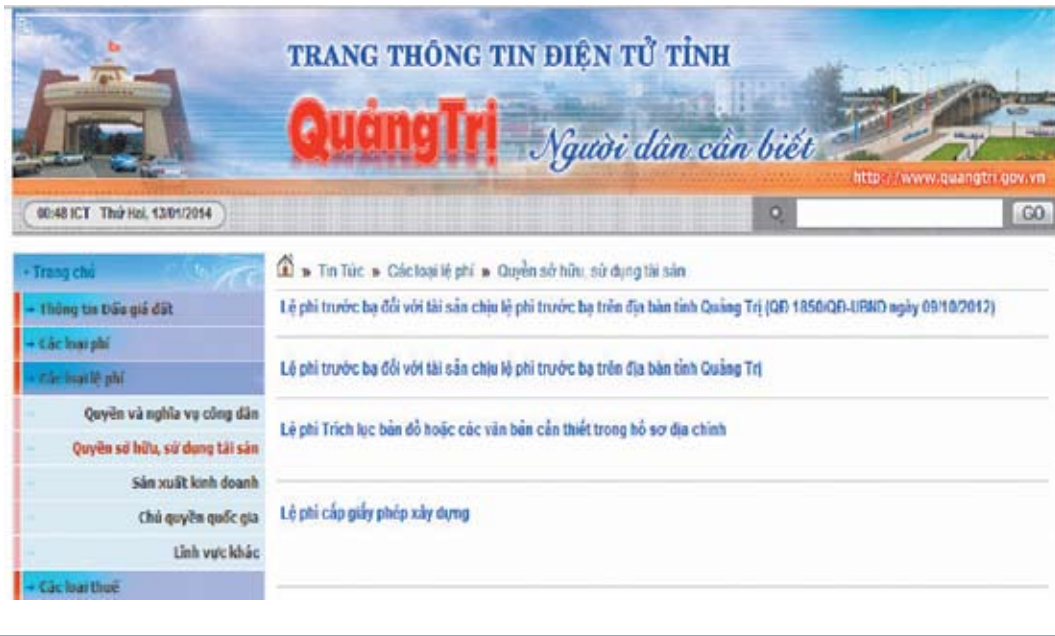 TRANG THÔNG TIN ĐIỆN TỬ TỈNH
QuảngTrị
Người dân cần biết
http://www.quangtri.gov.vn
00:48 ICT Thứ Hai, 13/01/2014
GO
Trang chủ
Thông tin Đấu giá đất
Các loại phí
Các loại lệ phí
Quyền và nghĩa vụ công dân
Quyền sở hữu, sử dụng tài sản
Sản xuất kinh doanh
Chủ quyền quốc gia
Lĩnh vực khác
Các loại thuế
» Tin Tức » Các loại lệ phí » Quyền sở hữu, sử dụng tài sản
Lệ phí trước bạ đối với tài sản chịu lệ phí trước bạ trên địa bàn tỉnh Quảng Trị (QĐ 1850/QĐ-UBND ngày 09/10/2012)
Lệ phí trước bạ đối với tài sản chịu lệ phí trước bạ trên địa bàn tỉnh Quảng Trị
Lệ phí Trích lục bản đồ hoặc các văn bản cần thiết trong hồ sơ địa chính
Lệ phí cấp giấy phép xây dựng